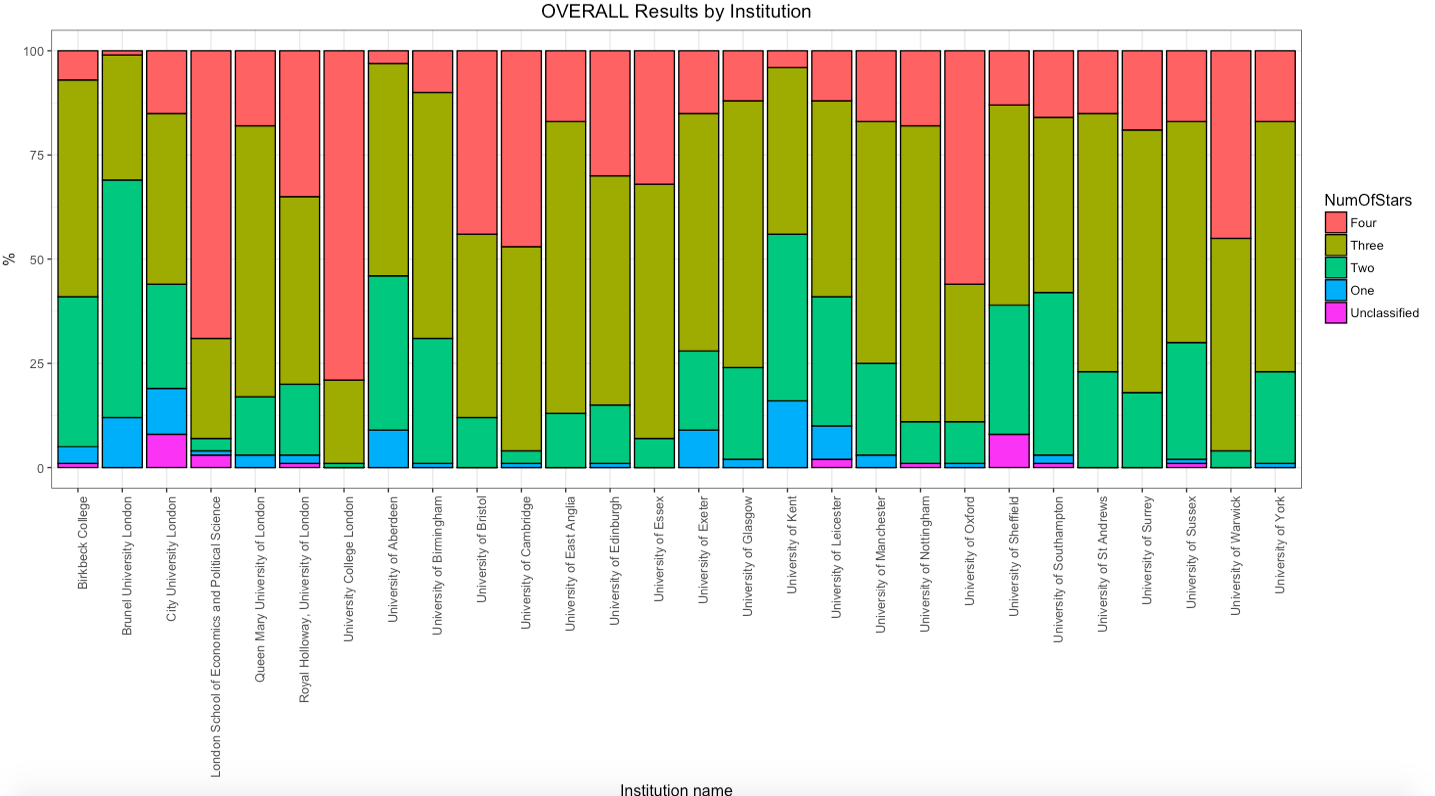 OVERALL Results by Institution
100
75
50
25
0
%
Birkbeck College
Brunel University London
City University London
London School of Economics and Political Science
Queen Mary University of London
Royal Holloway, University of London
University College London
University of Aberdeen
University of Birmingham
University of Bristol
University of Cambridge
University of East Anglia
University of Edinburgh
University of Essex
University of Exeter
University of Glasgow
University of Kent
University of Leicester
University of Manchester
University of Nottingham
University of Oxford
University of Sheffield
University of Southampton
University of St Andrews
University of Surrey
University of Sussex
University of Warwick
University of York
Institution name
NumOfStars
Four
Three
Two
One
Unclassified